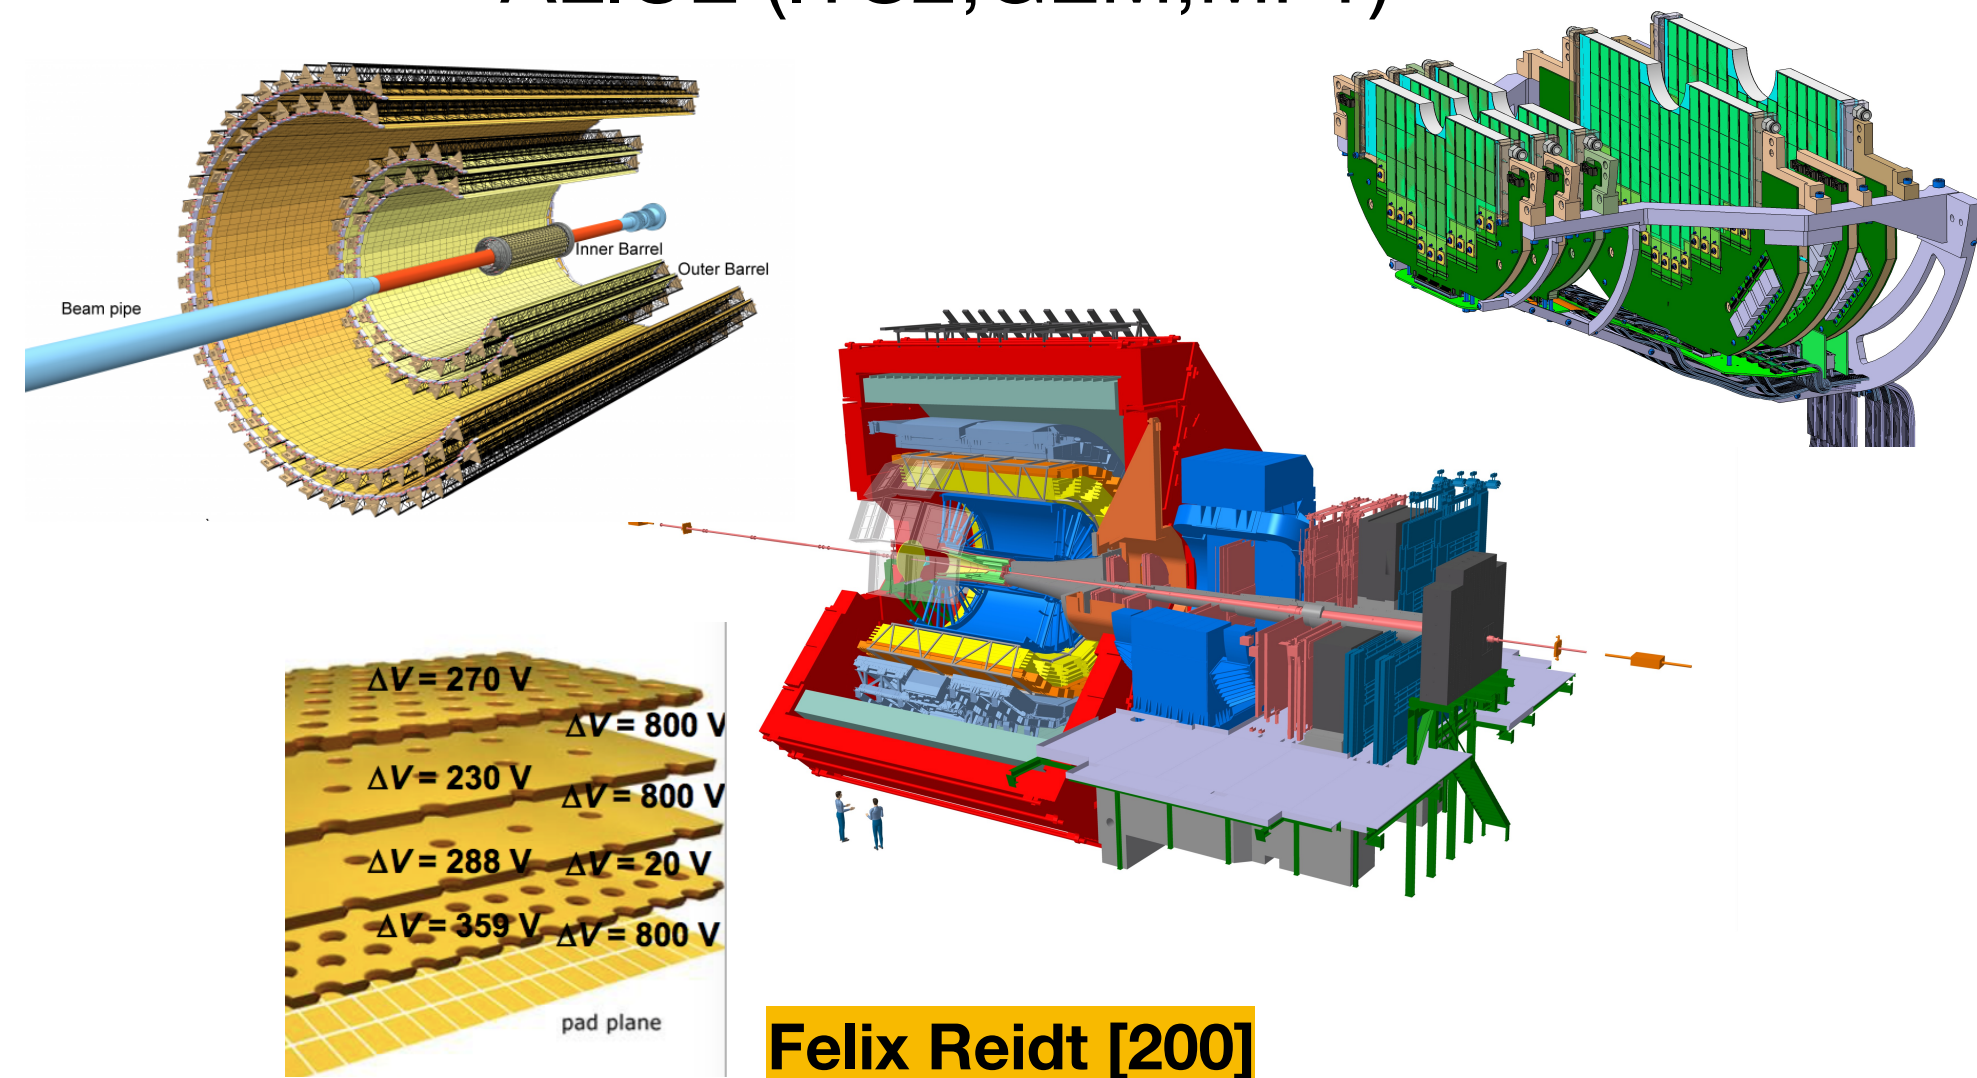 Inner Barrel
Outer Barrel
Beam pipe
ΔV = 270 V
ΔV = 800 V
ΔV = 230 V
ΔV = 800 V
ΔV = 288 V ΔV = 20 V
ΔV = 359 V ΔV = 800 V
pad plane
Felix Reidt [200]